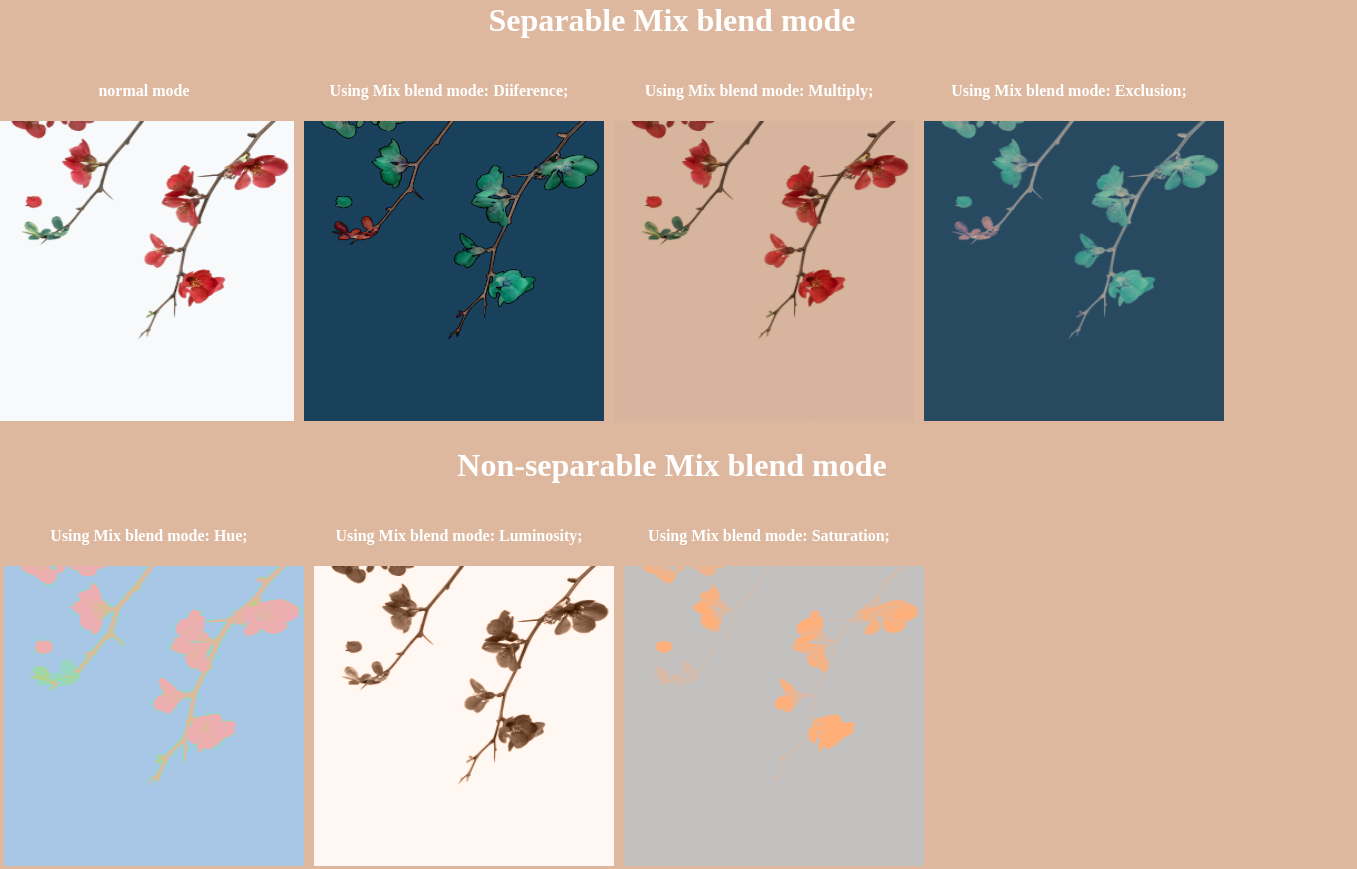 Separable Mix blend mode
normal mode
Using Mix blend mode: Diiference;
Using Mix blend mode: Multiply;
Using Mix blend mode: Exclusion;
Non-separable Mix blend mode
Using Mix blend mode: Hue;
Using Mix blend mode: Luminosity;
Using Mix blend mode: Saturation;